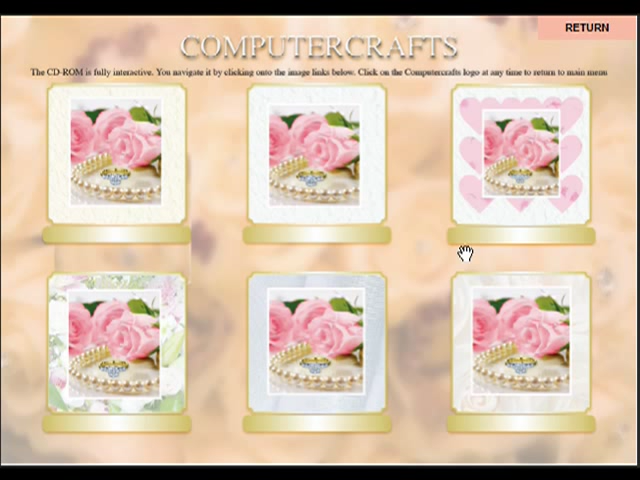 RETURN
COMPUTERCRAFTS
The CD-ROM is fully interactive. You navigate it by clicking onto the image links below. Click on the Computercrafts logo at any time to return to main menu